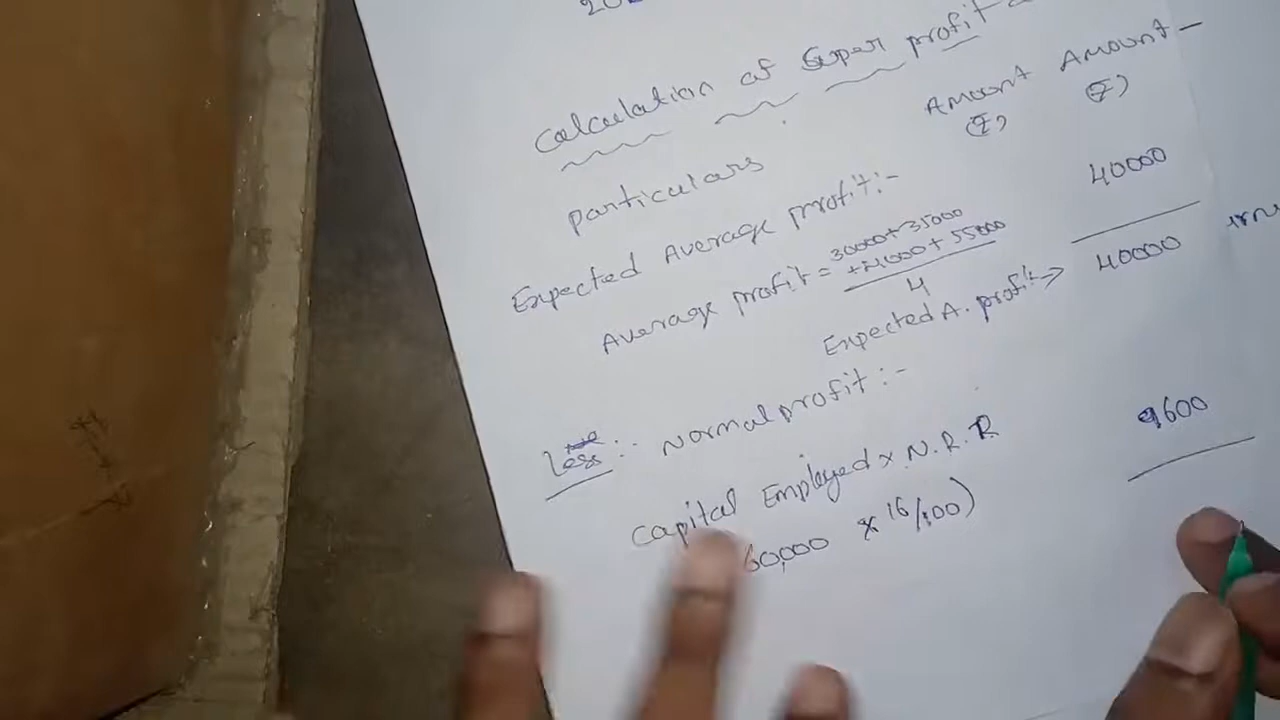 Calculation of Super profit
particulars Amount Amount
(₹) (₹)
Expected Average profit:- 40000
Average profit = 30000+35000
+ 55000
4
Expected A. profit → 40000
Less :- Normal profit :-
Capital Employed x N.R.R 9600
60,000 x 16/100)